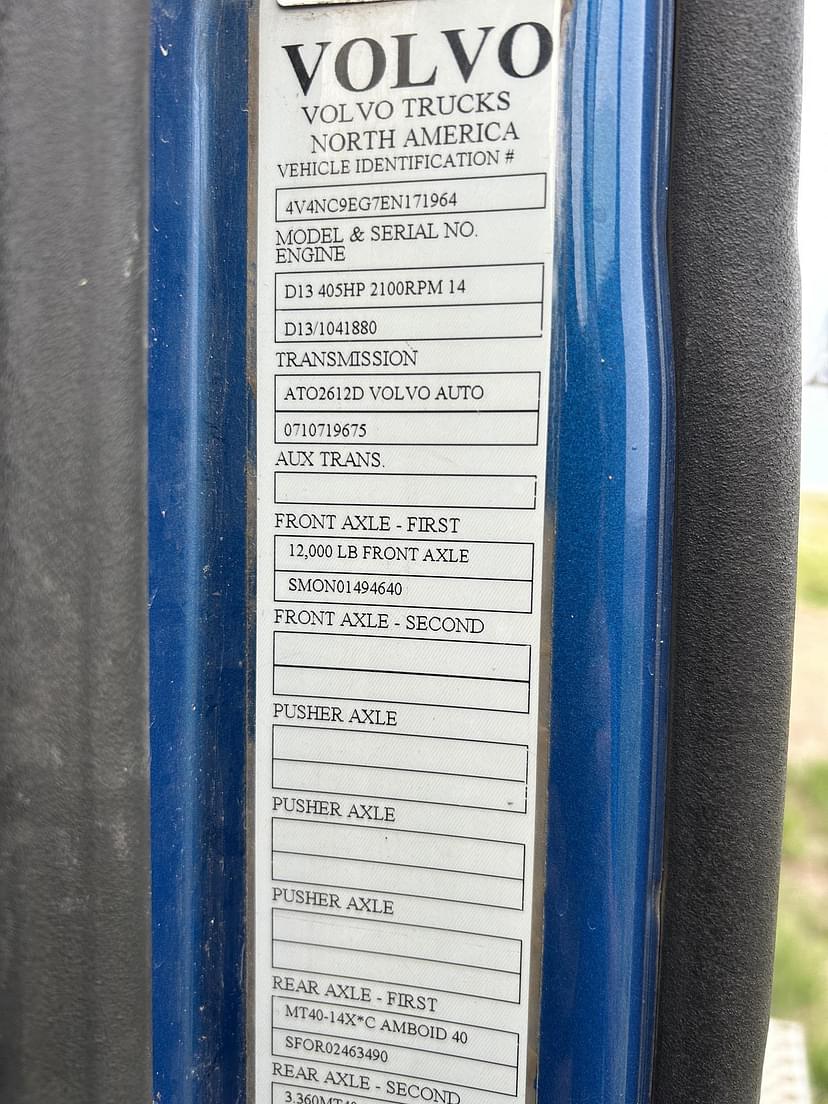 VOLVO
VOLVO TRUCKS
NORTH AMERICA
VEHICLE IDENTIFICATION #
4V4NC9EG7EN171964
MODEL & SERIAL NO.
ENGINE
D13 405HP 2100RPM 14
D13/1041880
TRANSMISSION
ATO2612D VOLVO AUTO
0710719675
AUX TRANS.
FRONT AXLE - FIRST
12,000 LB FRONT AXLE
SMON01494640
FRONT AXLE - SECOND
PUSHER AXLE
PUSHER AXLE
PUSHER AXLE
REAR AXLE - FIRST
MT40-14X*C AMBOID 40
SFOR02463490
REAR AXLE - SECOND